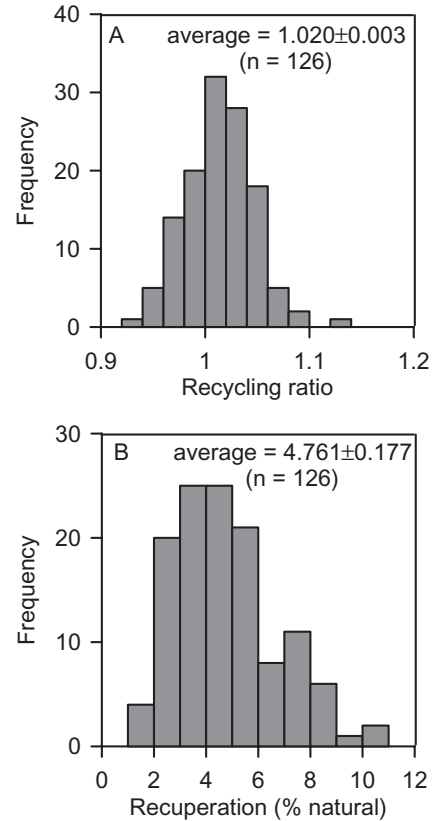 40
A average = 1.020±0.003
(n = 126)
30
20
10
0
Frequency
0.9 1 1.1 1.2
Recycling ratio
30
B average = 4.761±0.177
(n = 126)
20
10
0
Frequency
0 2 4 6 8 10 12
Recuperation (% natural)